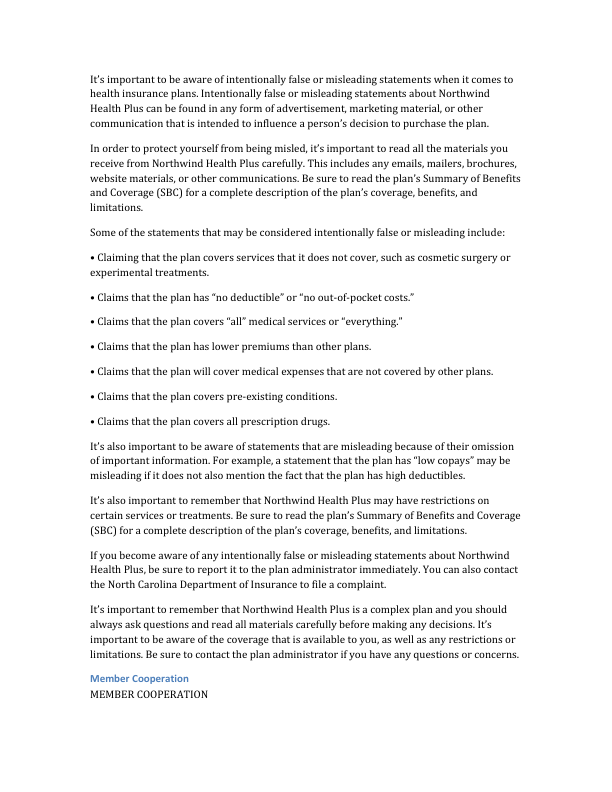 It’s important to be aware of intentionally false or misleading statements when it comes to
health insurance plans. Intentionally false or misleading statements about Northwind
Health Plus can be found in any form of advertisement, marketing material, or other
communication that is intended to influence a person’s decision to purchase the plan.
In order to protect yourself from being misled, it’s important to read all the materials you
receive from Northwind Health Plus carefully. This includes any emails, mailers, brochures,
website materials, or other communications. Be sure to read the plan’s Summary of Benefits
and Coverage (SBC) for a complete description of the plan’s coverage, benefits, and
limitations.
Some of the statements that may be considered intentionally false or misleading include:
• Claiming that the plan covers services that it does not cover, such as cosmetic surgery or
experimental treatments.
• Claims that the plan has “no deductible” or “no out-of-pocket costs.”
• Claims that the plan covers “all” medical services or “everything.”
• Claims that the plan has lower premiums than other plans.
• Claims that the plan will cover medical expenses that are not covered by other plans.
• Claims that the plan covers pre-existing conditions.
• Claims that the plan covers all prescription drugs.
It’s also important to be aware of statements that are misleading because of their omission
of important information. For example, a statement that the plan has “low copays” may be
misleading if it does not also mention the fact that the plan has high deductibles.
It’s also important to remember that Northwind Health Plus may have restrictions on
certain services or treatments. Be sure to read the plan’s Summary of Benefits and Coverage
(SBC) for a complete description of the plan’s coverage, benefits, and limitations.
If you become aware of any intentionally false or misleading statements about Northwind
Health Plus, be sure to report it to the plan administrator immediately. You can also contact
the North Carolina Department of Insurance to file a complaint.
It’s important to remember that Northwind Health Plus is a complex plan and you should
always ask questions and read all materials carefully before making any decisions. It’s
important to be aware of the coverage that is available to you, as well as any restrictions or
limitations. Be sure to contact the plan administrator if you have any questions or concerns.
Member Cooperation
MEMBER COOPERATION